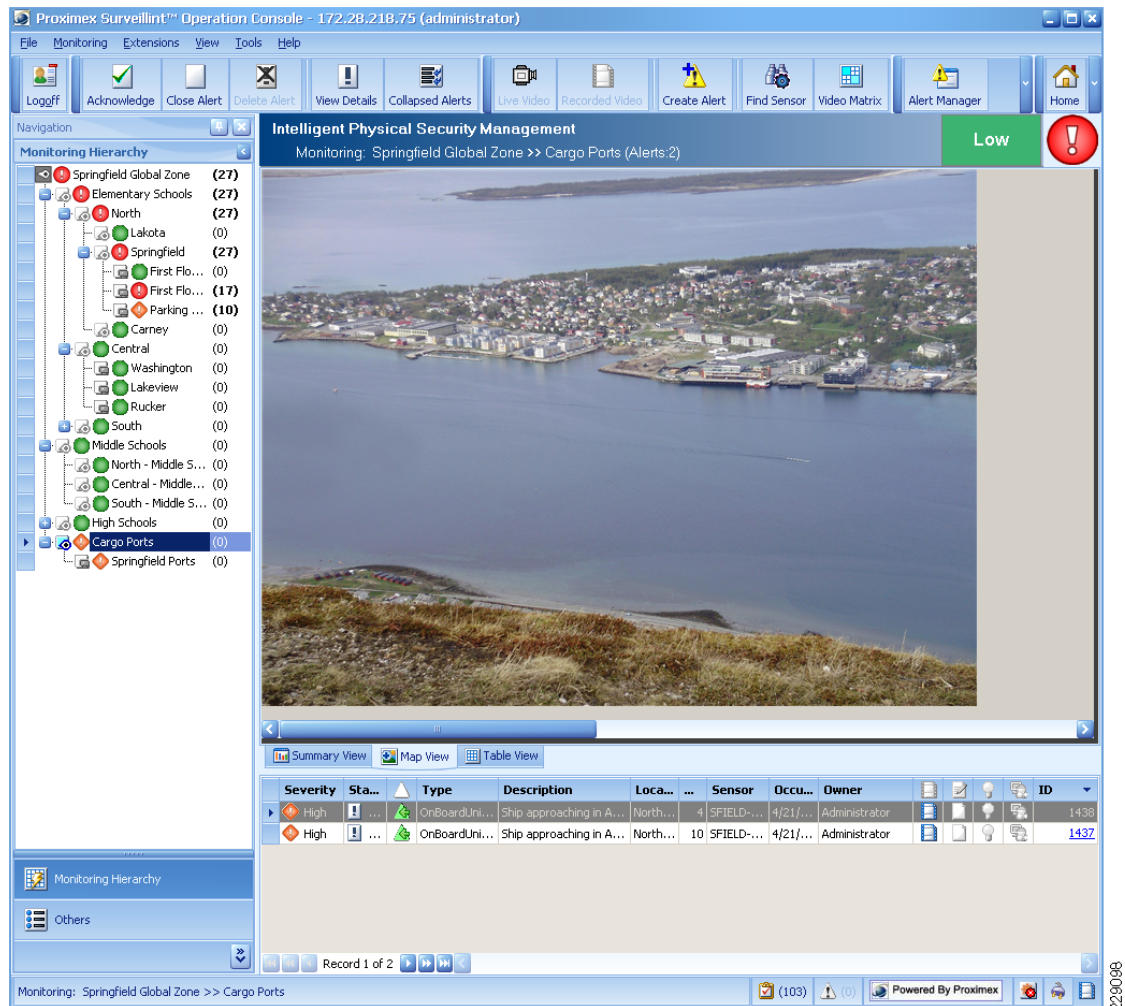 Proximex Surveillint™ Operation Console - 172.28.218.75 (administrator)
File Monitoring Extensions View Tools Help
Logoff Acknowledge Close Alert Delete Alert View Details Collapsed Alerts Live Video Recorded Video Create Alert Find Sensor Video Matrix Alert Manager Home
Navigation
Monitoring Hierarchy
Springfield Global Zone (27)
Elementary Schools (27)
North (27)
Lakota (0)
Springfield (27)
First Flo... (0)
First Flo... (17)
Parking ... (10)
Carney (0)
Central (0)
Washington (0)
Lakeview (0)
Rucker (0)
South (0)
Middle Schools (0)
North - Middle S... (0)
Central - Middle... (0)
South - Middle S... (0)
High Schools (0)
Cargo Ports (0)
Springfield Ports (0)
Monitoring Hierarchy
Others
Intelligent Physical Security Management
Monitoring: Springfield Global Zone >> Cargo Ports (Alerts:2)
Low
Summary View Map View Table View
Severity Sta... Type Description Loca... ... Sensor Occu... Owner ID
High ... OnBoardUni... Ship approaching in A... North... 4 SFIELD-... 4/21/... Administrator 1438
High ... OnBoardUni... Ship approaching in A... North... 10 SFIELD-... 4/21/... Administrator 1437
Record 1 of 2
Monitoring: Springfield Global Zone >> Cargo Ports
(103) (0) Powered By Proximex
229098